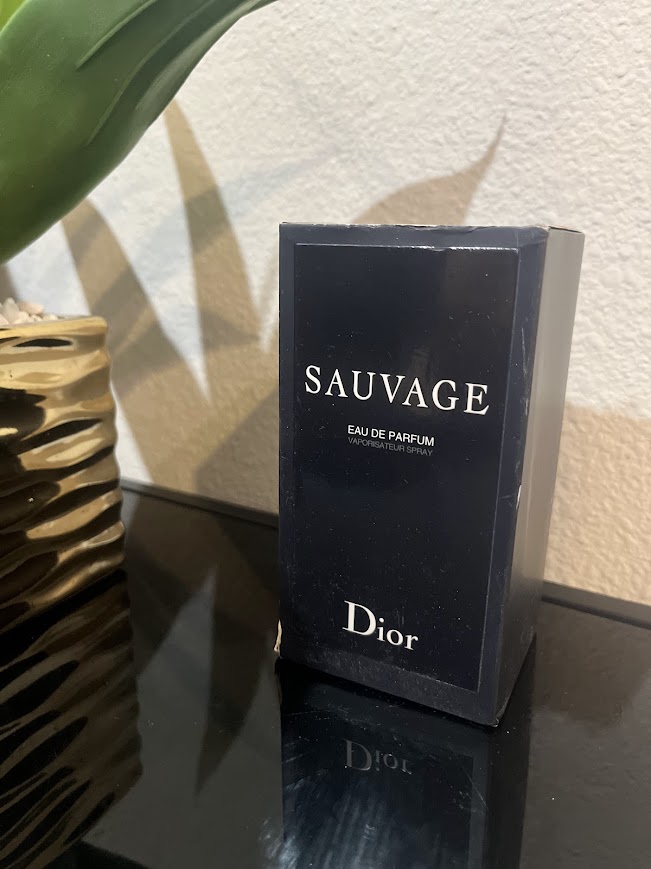 SAUVAGE
EAU DE PARFUM
VAPORISATEUR SPRAY
Dior